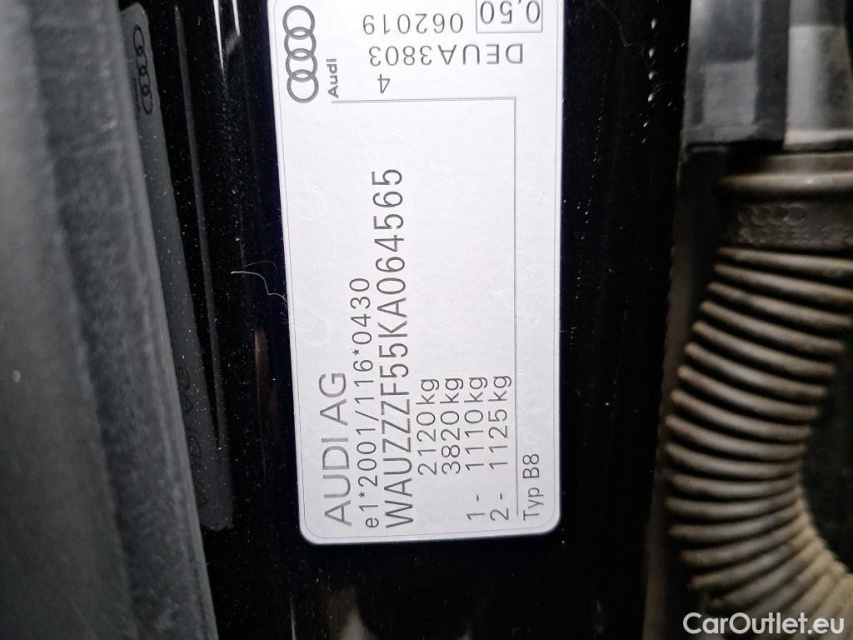 AUDI AG
e1*2001/116*0430
WAUZZZF55KA064565
2120 kg
3820 kg
1 - 1110 kg
2 - 1125 kg
Typ B8
Audi
4
DEUA3803
062019
0,50
CarOutlet.eu